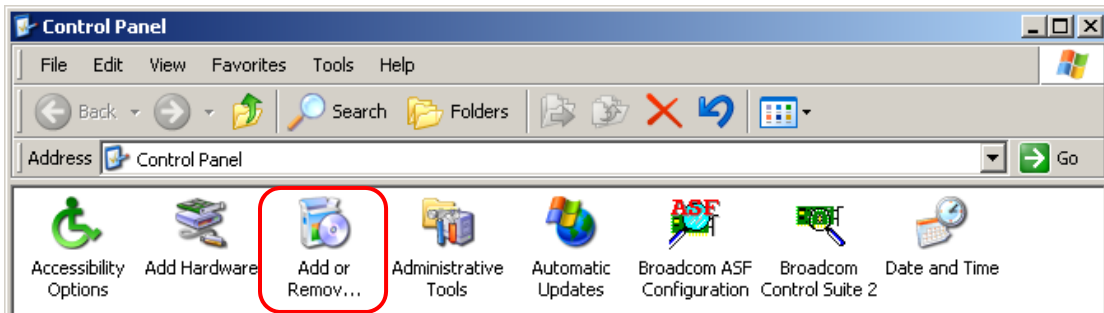 Control Panel
File Edit View Favorites Tools Help
Back Search Folders
Address Control Panel Go
ASF
Accessibility Options
Add Hardware
Add or Remov...
Administrative Tools
Automatic Updates
Broadcom ASF Configuration
Broadcom Control Suite 2
Date and Time